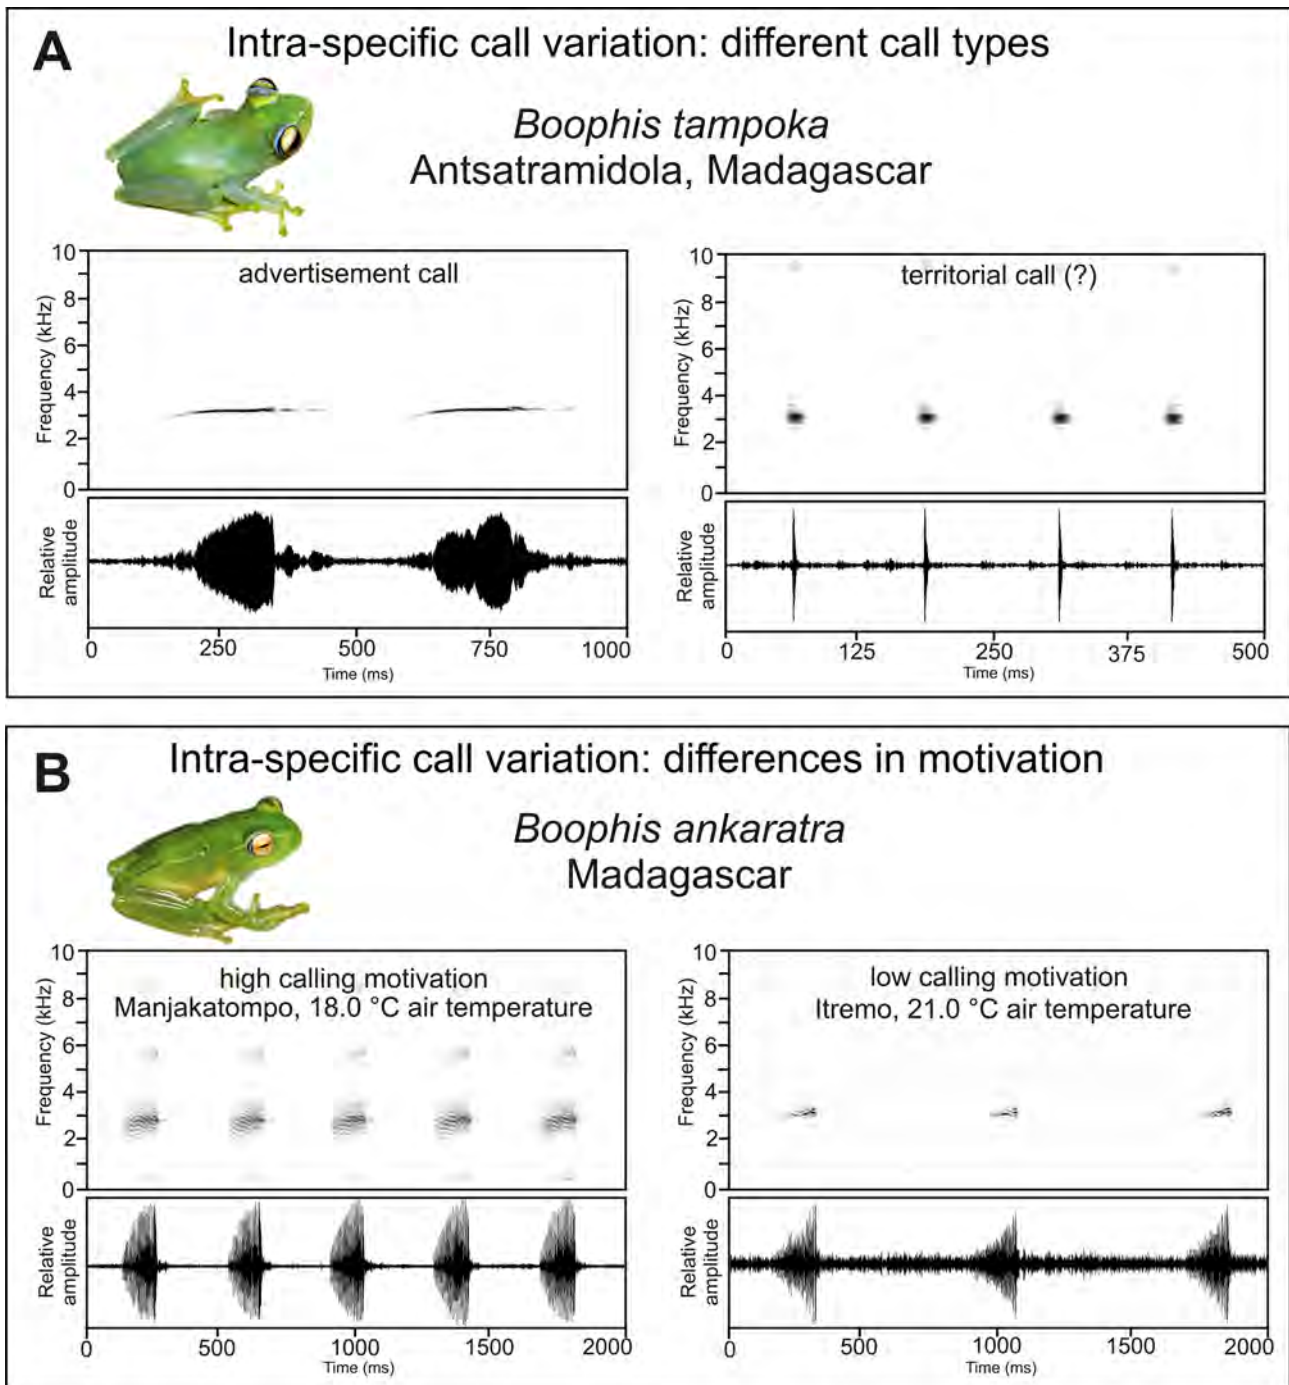 A
Intra-specific call variation: different call types
Boophis tampoka
Antsatramidola, Madagascar
10
8
6
4
2
0
Frequency (kHz)
advertisement call
Relative
amplitude
0 250 500 750 1000
Time (ms)
10
8
6
4
2
0
Frequency (kHz)
territorial call (?)
Relative
amplitude
0 125 250 375 500
Time (ms)
B
Intra-specific call variation: differences in motivation
Boophis ankaratra
Madagascar
10
8
6
4
2
0
Frequency (kHz)
high calling motivation
Manjakatompo, 18.0 °C air temperature
Relative
amplitude
0 500 1000 1500 2000
Time (ms)
10
8
6
4
2
0
Frequency (kHz)
low calling motivation
Itremo, 21.0 °C air temperature
Relative
amplitude
0 500 1000 1500 2000
Time (ms)